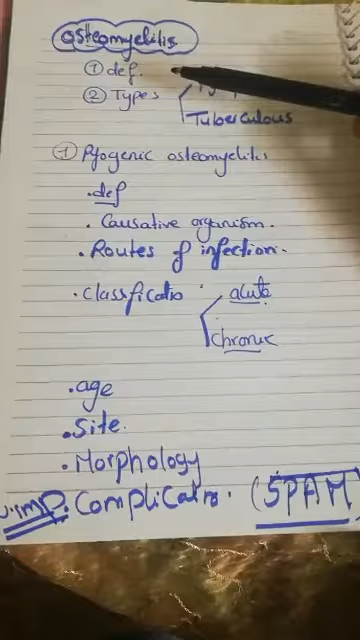 Osteomyelitis
① def.
② Types
Tuberculous
① Pyogenic osteomyelitis
. def
. Causative organism.
. Routes of infection.
. Classificatio
acute
chronic
. age
. Site.
. Morphology
V.imp. Complicatn. (SPAM